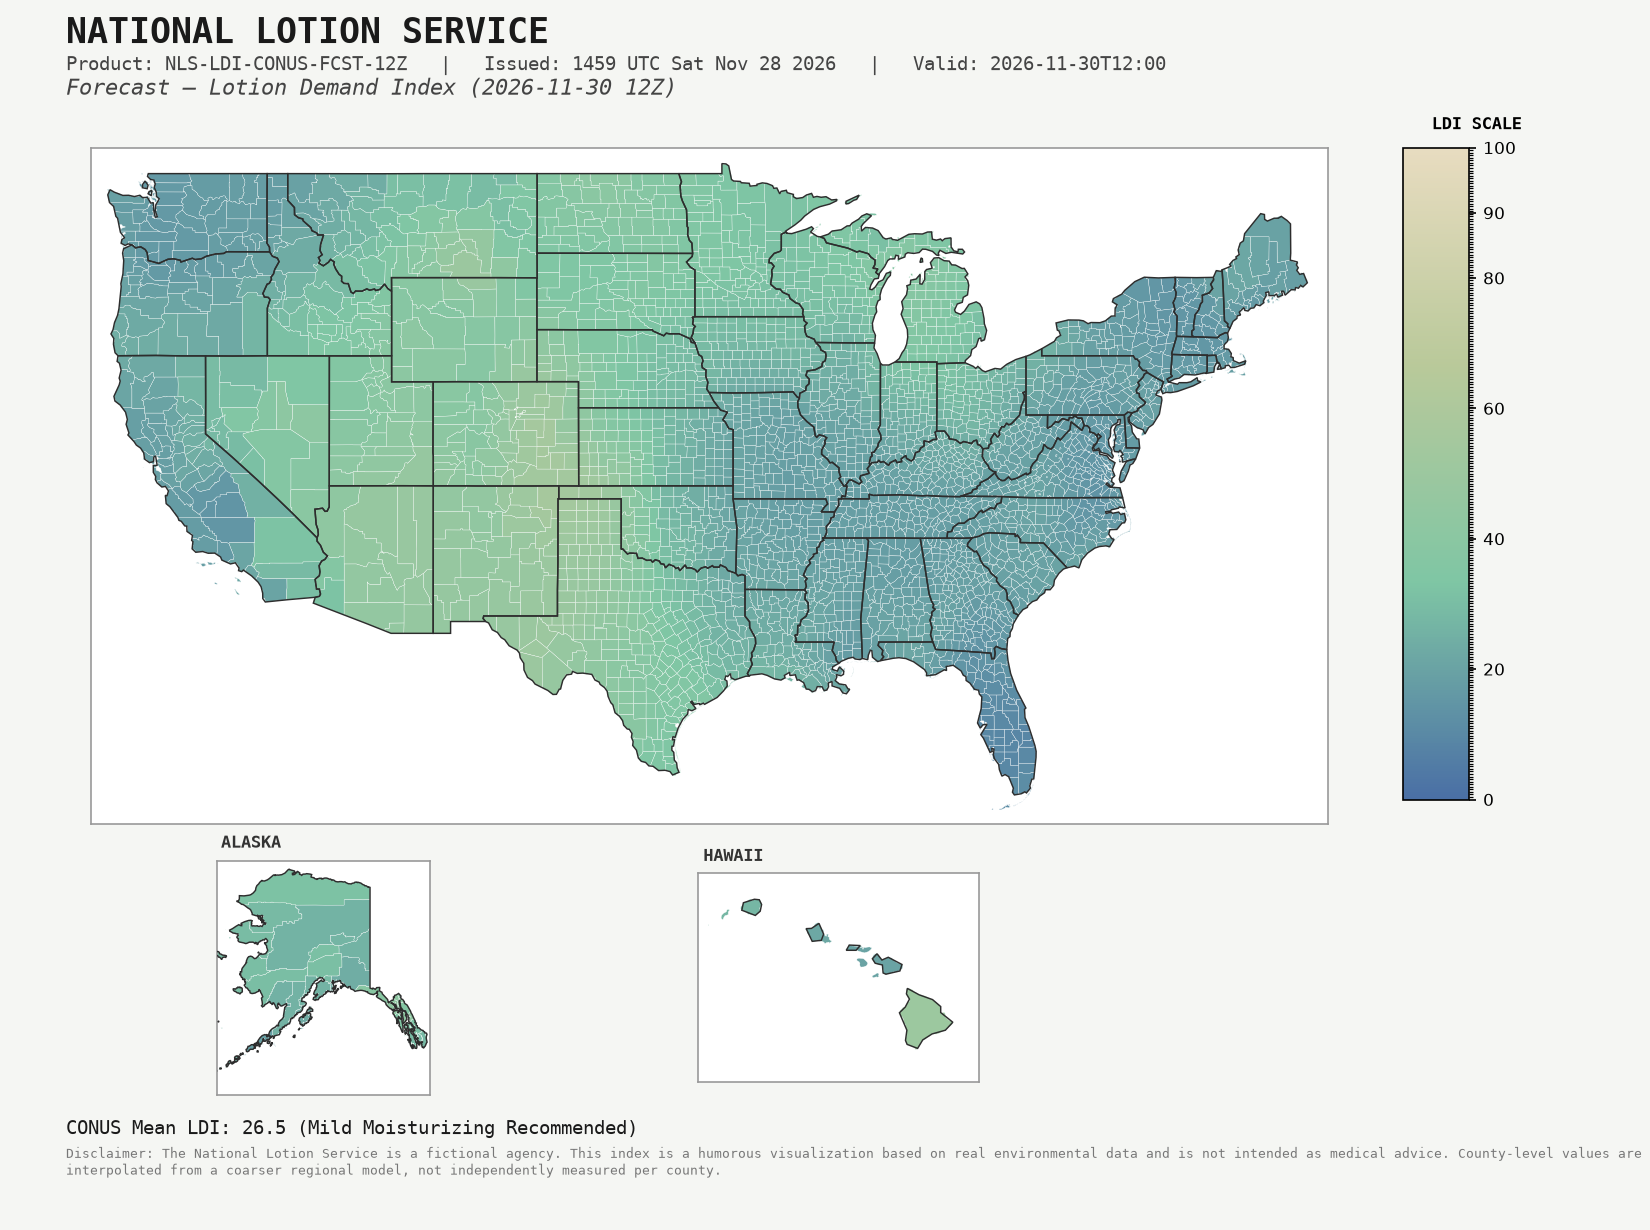 NATIONAL LOTION SERVICE
Product: NLS-LDI-CONUS-FCST-12Z | Issued: 1459 UTC Sat Nov 28 2026 | Valid: 2026-11-30T12:00
Forecast — Lotion Demand Index (2026-11-30 12Z)
LDI SCALE
100
90
80
60
40
20
0
ALASKA
HAWAII
CONUS Mean LDI: 26.5 (Mild Moisturizing Recommended)
Disclaimer: The National Lotion Service is a fictional agency. This index is a humorous visualization based on real environmental data and is not intended as medical advice. County-level values are
interpolated from a coarser regional model, not independently measured per county.